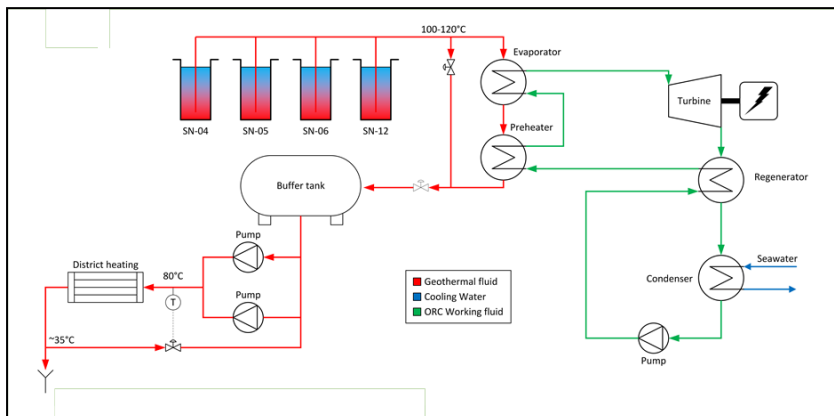 100-120°C
Evaporator
Turbine
SN-04
SN-05
SN-06
SN-12
Preheater
Buffer tank
Regenerator
Pump
District heating
80°C
T
Pump
~35°C
Geothermal fluid
Cooling Water
ORC Working fluid
Seawater
Condenser
Pump